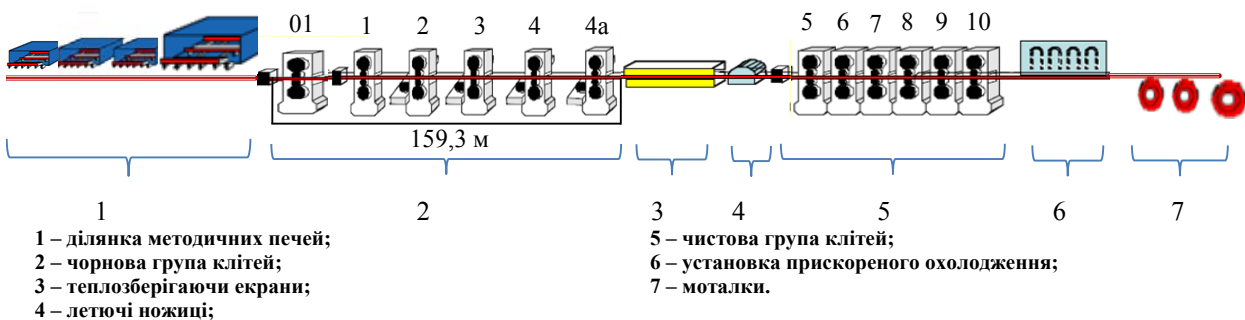 01 1 2 3 4 4а 5 6 7 8 9 10
159,3 м
1 2 3 4 5 6 7
1 – ділянка методичних печей;
2 – чорнова група клітей;
3 – теплозберігаючи екрани;
4 – летючі ножиці;
5 – чистова група клітей;
6 – установка прискореного охолодження;
7 – моталки.